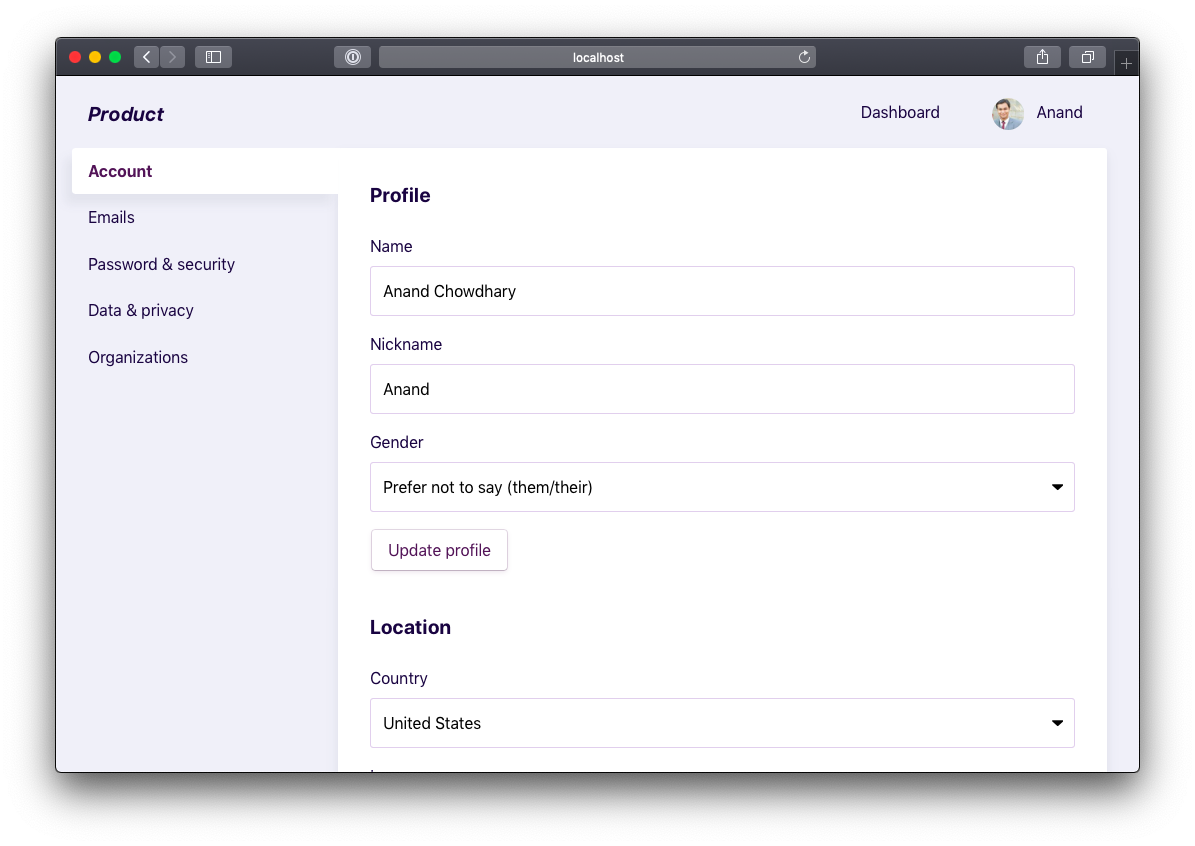 localhost
Product
Dashboard
Anand
Account
Emails
Password & security
Data & privacy
Organizations
Profile
Name
Anand Chowdhary
Nickname
Anand
Gender
Prefer not to say (them/their)
Update profile
Location
Country
United States